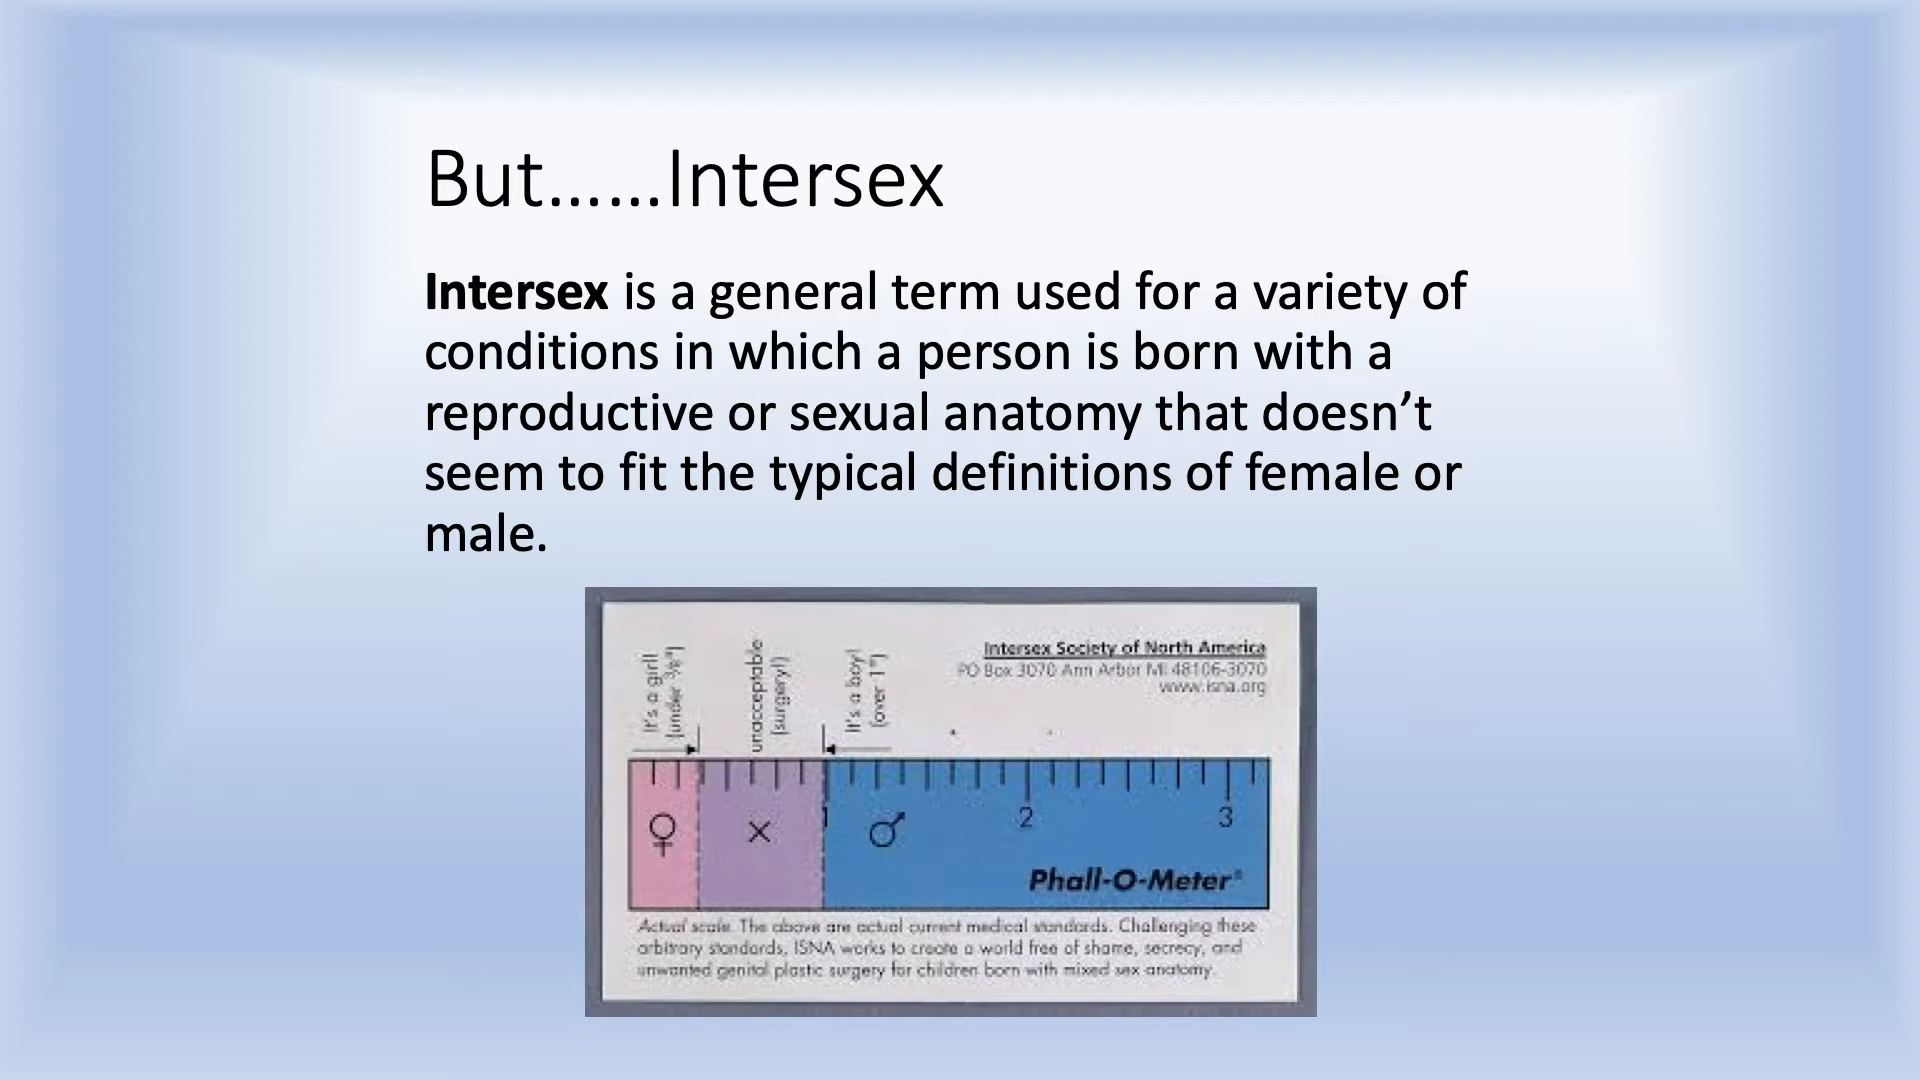 But……Intersex
Intersex is a general term used for a variety of
conditions in which a person is born with a
reproductive or sexual anatomy that doesn’t
seem to fit the typical definitions of female or
male.
It's a girl!
(under 3/8")
unacceptable
(surgery!)
It's a boy!
(over 1")
Intersex Society of North America
PO Box 3070 Ann Arbor MI 48106-3070
www.isna.org
♀ × ♂
1 2 3
Phall-O-Meter®
Actual scale. The above are actual current medical standards. Challenging these
arbitrary standards, ISNA works to create a world free of shame, secrecy, and
unwanted genital plastic surgery for children born with mixed sex anatomy.